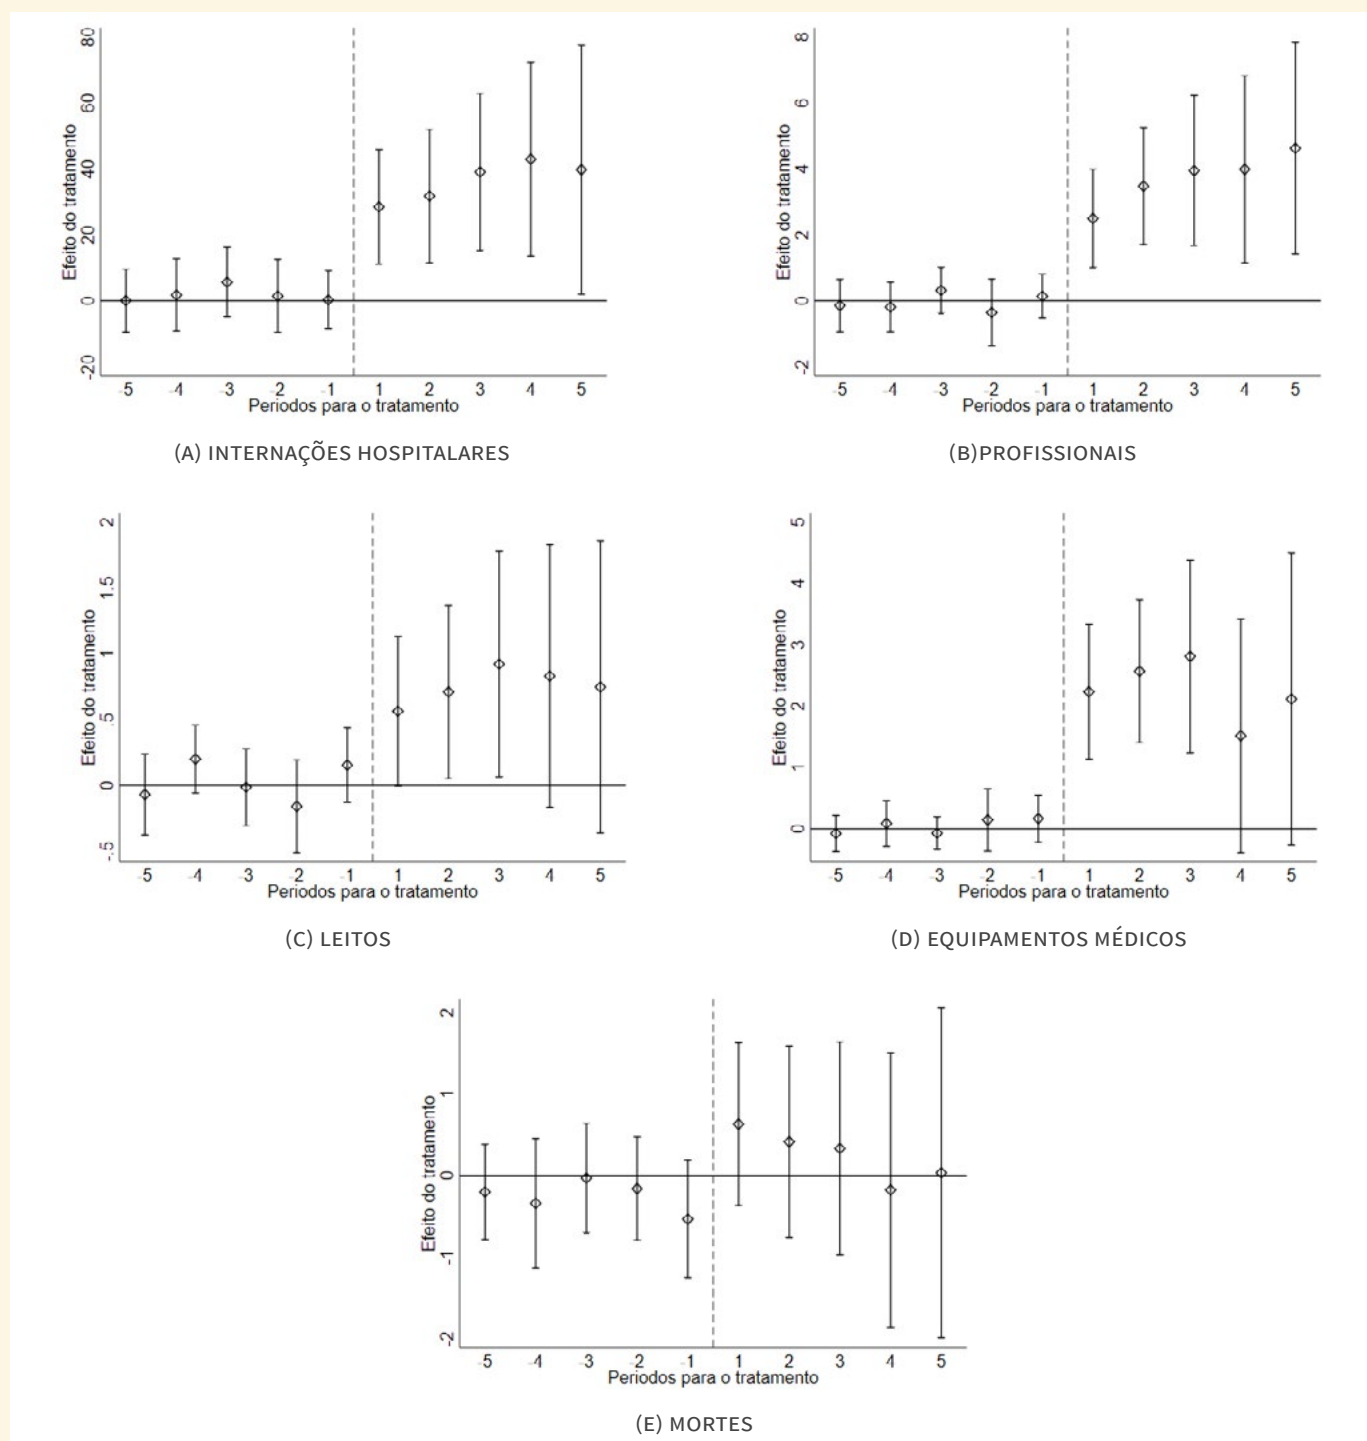 80
60
40
20
0
-20
Efeito do tratamento
-5 -4 -3 -2 -1 1 2 3 4 5
Periodos para o tratamento
(A) INTERNAÇÕES HOSPITALARES
8
6
4
2
0
-2
Efeito do tratamento
-5 -4 -3 -2 -1 1 2 3 4 5
Periodos para o tratamento
(B)PROFISSIONAIS
2
1.5
1
.5
0
-.5
Efeito do tratamento
-5 -4 -3 -2 -1 1 2 3 4 5
Periodos para o tratamento
(C) LEITOS
5
4
3
2
1
0
Efeito do tratamento
-5 -4 -3 -2 -1 1 2 3 4 5
Periodos para o tratamento
(D) EQUIPAMENTOS MÉDICOS
2
1
0
-1
-2
Efeito do tratamento
-5 -4 -3 -2 -1 1 2 3 4 5
Periodos para o tratamento
(E) MORTES